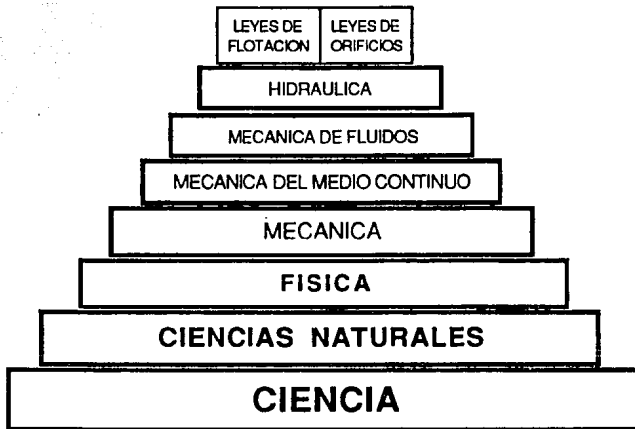 LEYES DE FLOTACION
LEYES DE ORIFICIOS
HIDRAULICA
MECANICA DE FLUIDOS
MECANICA DEL MEDIO CONTINUO
MECANICA
FISICA
CIENCIAS NATURALES
CIENCIA